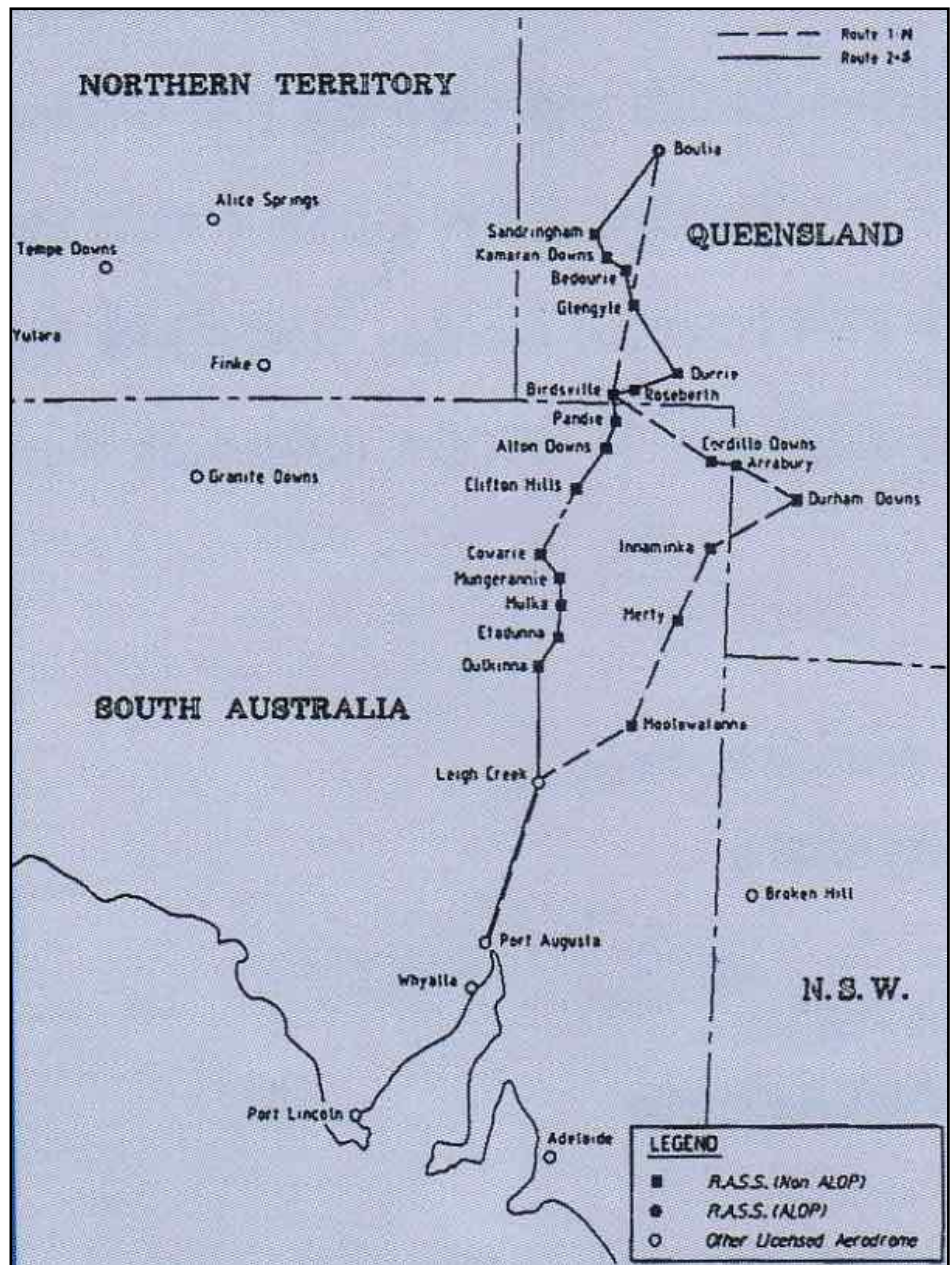 Route 1-N
Route 2-S
NORTHERN TERRITORY
Boulia
Alice Springs
Sandringham
QUEENSLAND
Tempe Downs
Kamaran Downs
Bedourie
Glengyle
Yulara
Finke
Durrie
Birdsville
Roseberth
Pandie
Alton Downs
Cordillo Downs
Arrabury
Granite Downs
Clifton Hills
Durham Downs
Cowarie
Innaminka
Mungerannie
Mulka
Merty
Etadunna
Dulkinna
SOUTH AUSTRALIA
Moolawatanna
Leigh Creek
Broken Hill
Port Augusta
Whyalla
N.S.W.
Port Lincoln
Adelaide
LEGEND
R.A.S.S. (Non ALOP)
R.A.S.S. (ALOP)
Other Licensed Aerodrome